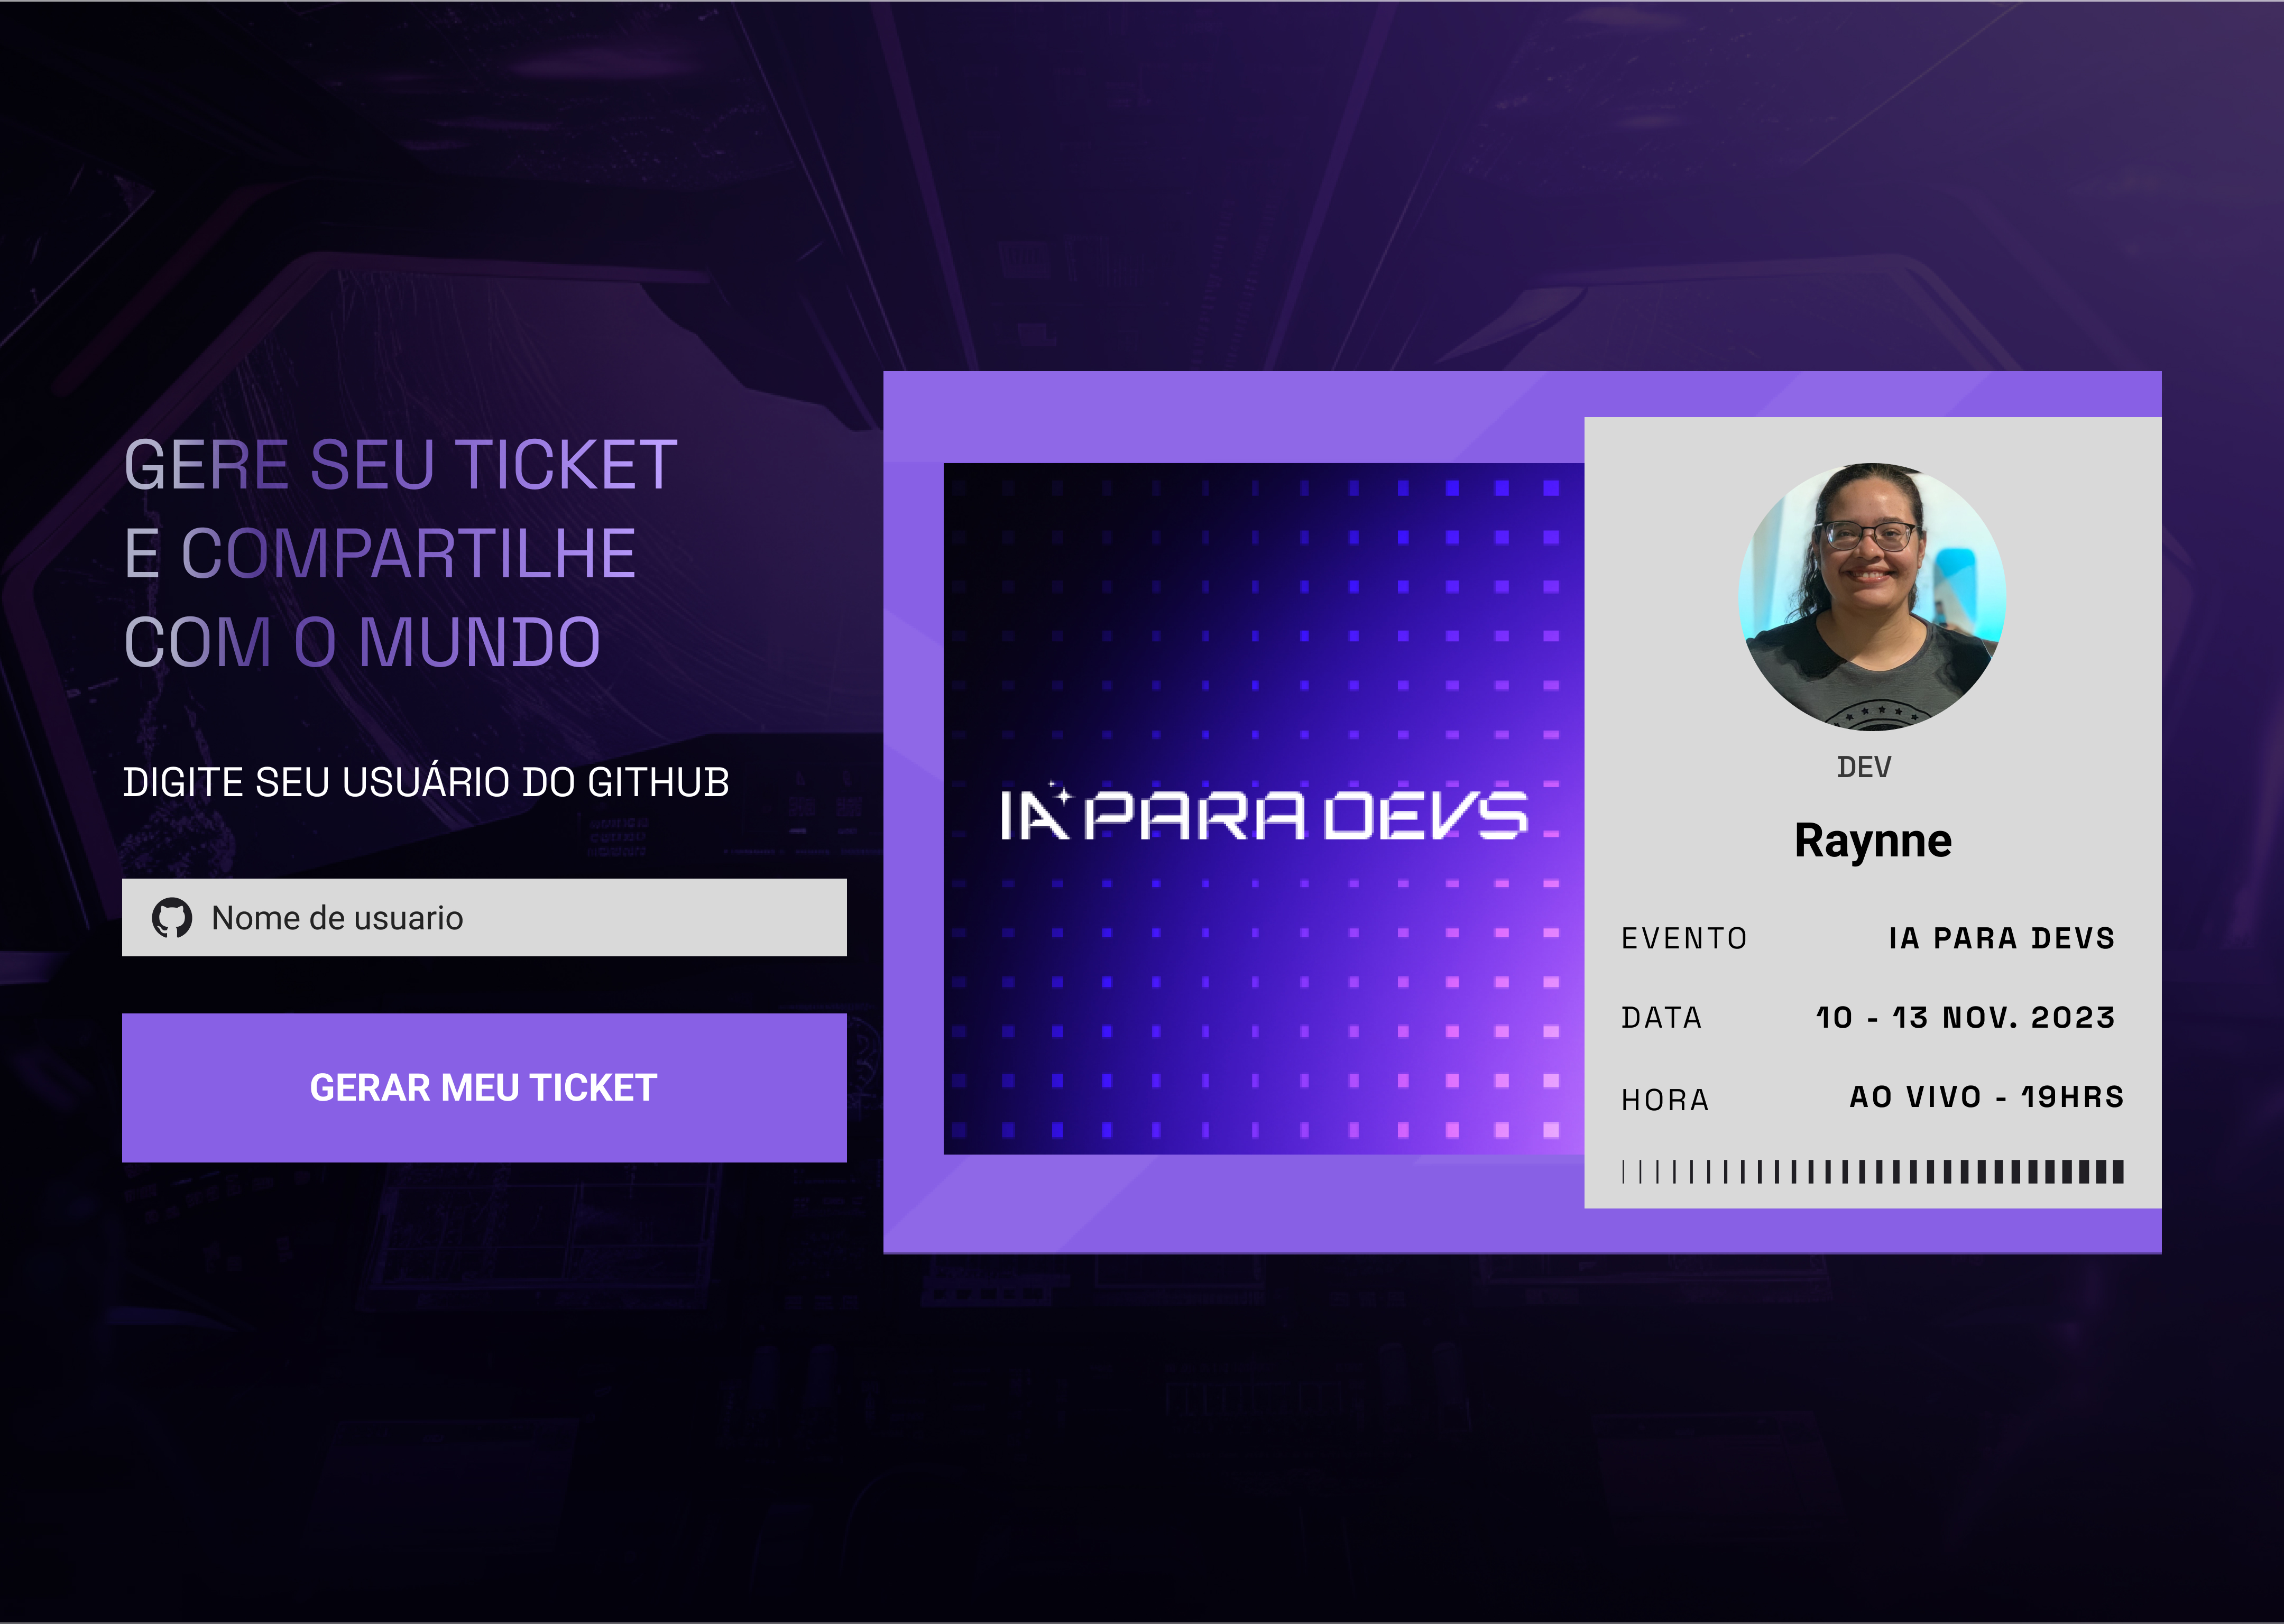 GERE SEU TICKET
E COMPARTILHE
COM O MUNDO
DIGITE SEU USUÁRIO DO GITHUB
Nome de usuario
GERAR MEU TICKET
IA PARA DEVS
DEV
Raynne
EVENTO IA PARA DEVS
DATA 10 - 13 NOV. 2023
HORA AO VIVO - 19HRS